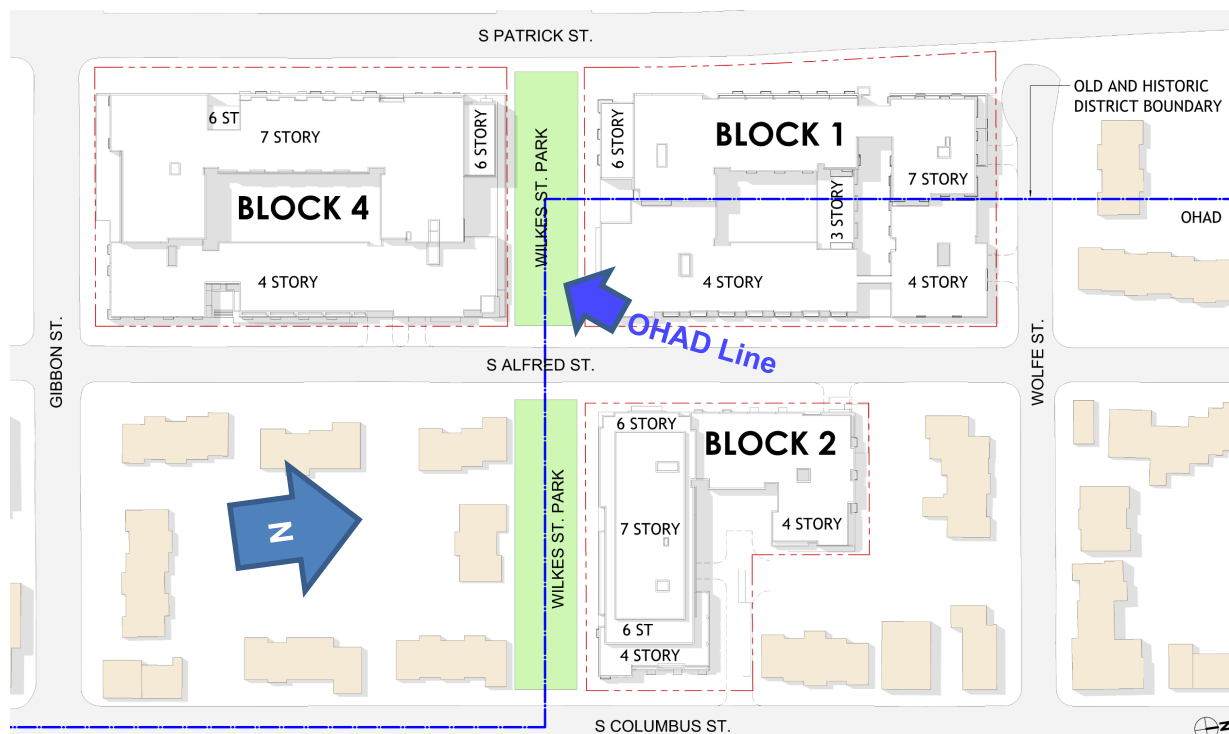 S PATRICK ST.
OLD AND HISTORIC
DISTRICT BOUNDARY
6 ST
7 STORY
6 STORY
WILKES ST. PARK
6 STORY
BLOCK 1
7 STORY
3 STORY
BLOCK 4
OHAD
4 STORY
4 STORY
4 STORY
OHAD Line
GIBBON ST.
S ALFRED ST.
WOLFE ST.
6 STORY
BLOCK 2
N
WILKES ST. PARK
7 STORY
4 STORY
6 ST
4 STORY
S COLUMBUS ST.
N